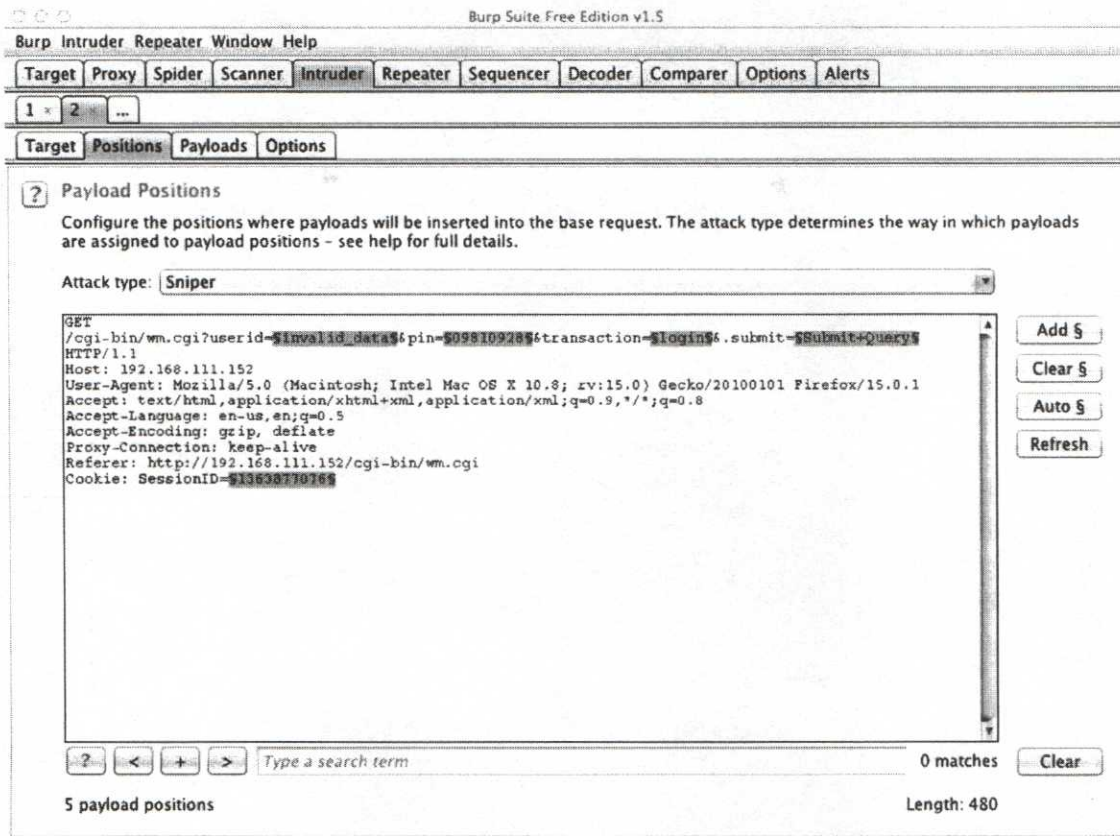 Burp Suite Free Edition v1.5
Burp Intruder Repeater Window Help
Target Proxy Spider Scanner Intruder Repeater Sequencer Decoder Comparer Options Alerts
1 × 2 × ...
Target Positions Payloads Options
? Payload Positions
Configure the positions where payloads will be inserted into the base request. The attack type determines the way in which payloads
are assigned to payload positions – see help for full details.
Attack type: Sniper
GET
/cgi-bin/wm.cgi?userid=§invalid_data§&pin=§09810928§&transaction=§login§&.submit=§Submit+Query§
HTTP/1.1
Host: 192.168.111.152
User-Agent: Mozilla/5.0 (Macintosh; Intel Mac OS X 10.8; rv:15.0) Gecko/20100101 Firefox/15.0.1
Accept: text/html,application/xhtml+xml,application/xml;q=0.9,*/*;q=0.8
Accept-Language: en-us,en;q=0.5
Accept-Encoding: gzip, deflate
Proxy-Connection: keep-alive
Referer: http://192.168.111.152/cgi-bin/wm.cgi
Cookie: SessionID=§1363877076§
Add §
Clear §
Auto §
Refresh
? < + > Type a search term 0 matches Clear
5 payload positions Length: 480